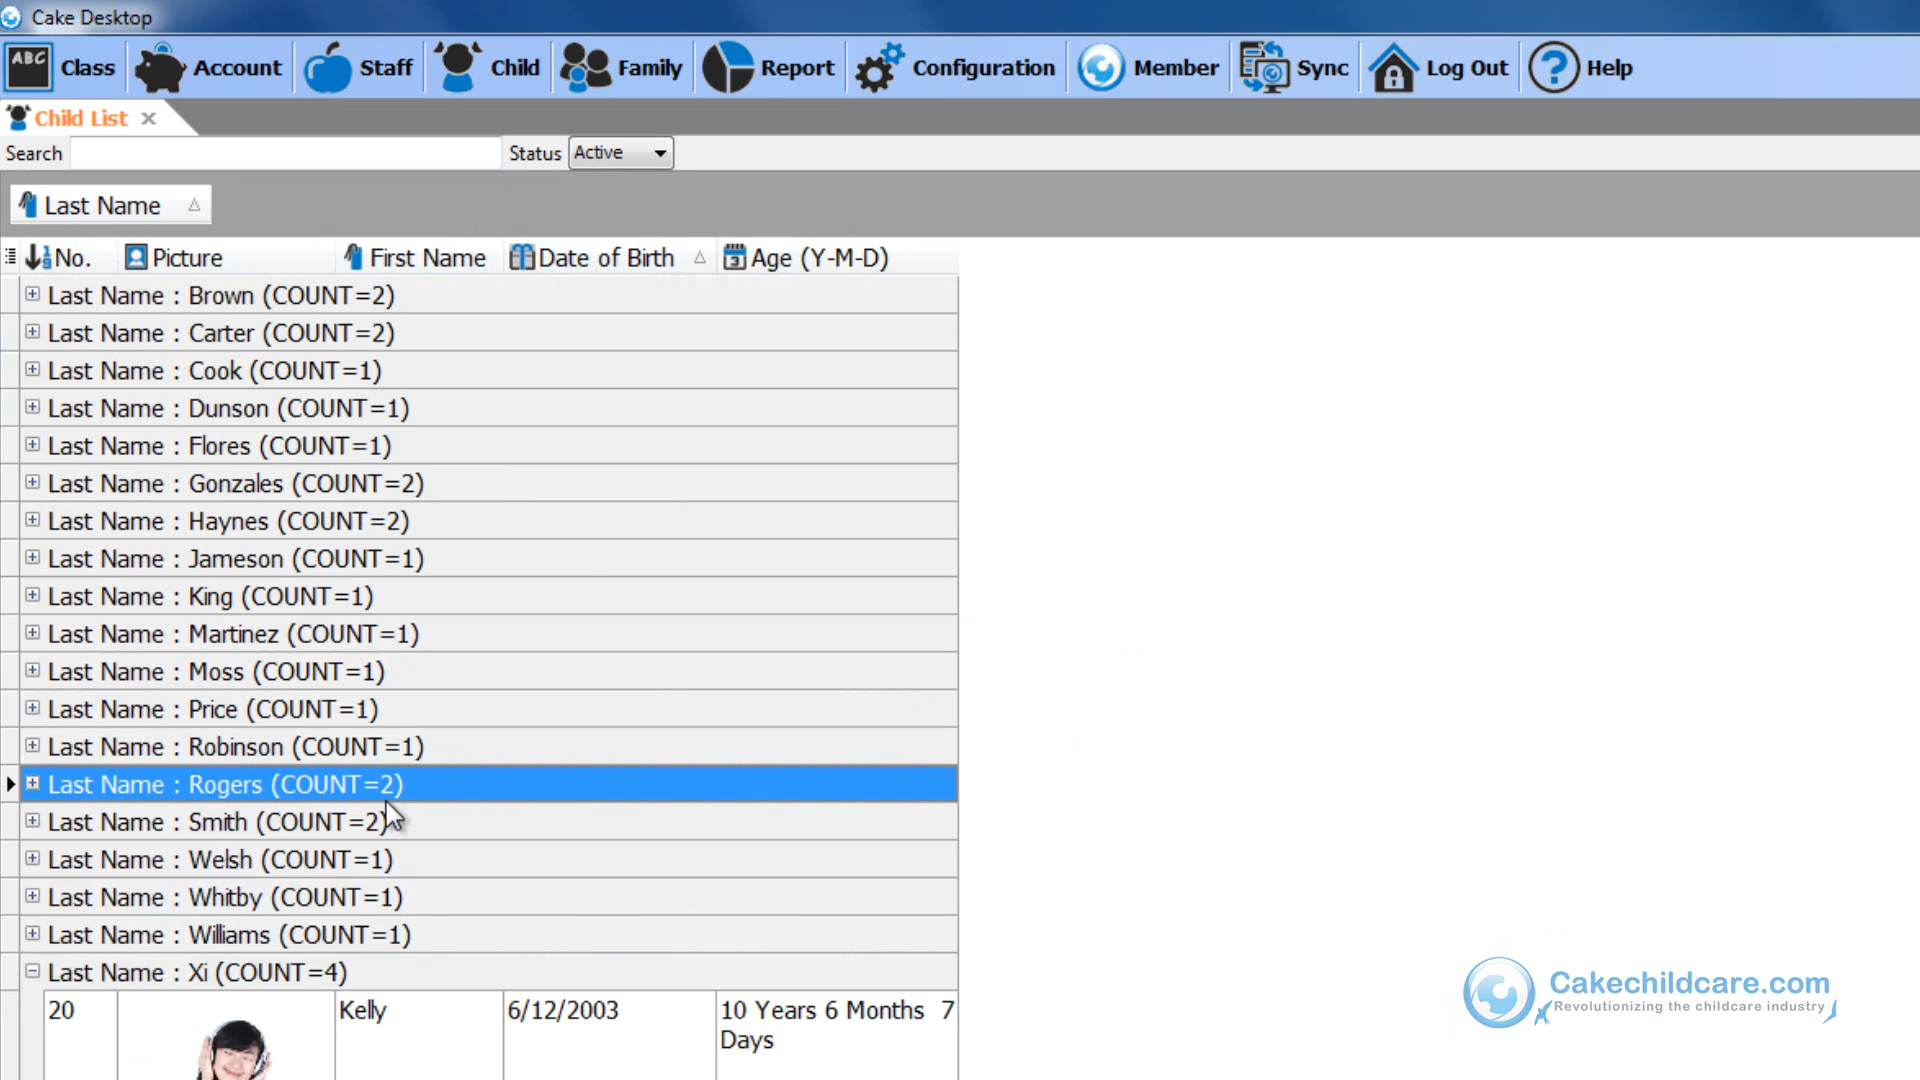 Cake Desktop
ABC Class Account Staff Child Family Report Configuration Member Sync Log Out ? Help
Child List
Search Status Active
Last Name
No. Picture First Name Date of Birth 3 Age (Y-M-D)
Last Name : Brown (COUNT=2)
Last Name : Carter (COUNT=2)
Last Name : Cook (COUNT=1)
Last Name : Dunson (COUNT=1)
Last Name : Flores (COUNT=1)
Last Name : Gonzales (COUNT=2)
Last Name : Haynes (COUNT=2)
Last Name : Jameson (COUNT=1)
Last Name : King (COUNT=1)
Last Name : Martinez (COUNT=1)
Last Name : Moss (COUNT=1)
Last Name : Price (COUNT=1)
Last Name : Robinson (COUNT=1)
Last Name : Rogers (COUNT=2)
Last Name : Smith (COUNT=2)
Last Name : Welsh (COUNT=1)
Last Name : Whitby (COUNT=1)
Last Name : Williams (COUNT=1)
Last Name : Xi (COUNT=4)
20 Kelly 6/12/2003 10 Years 6 Months 7
Days
Cakechildcare.com
Revolutionizing the childcare industry